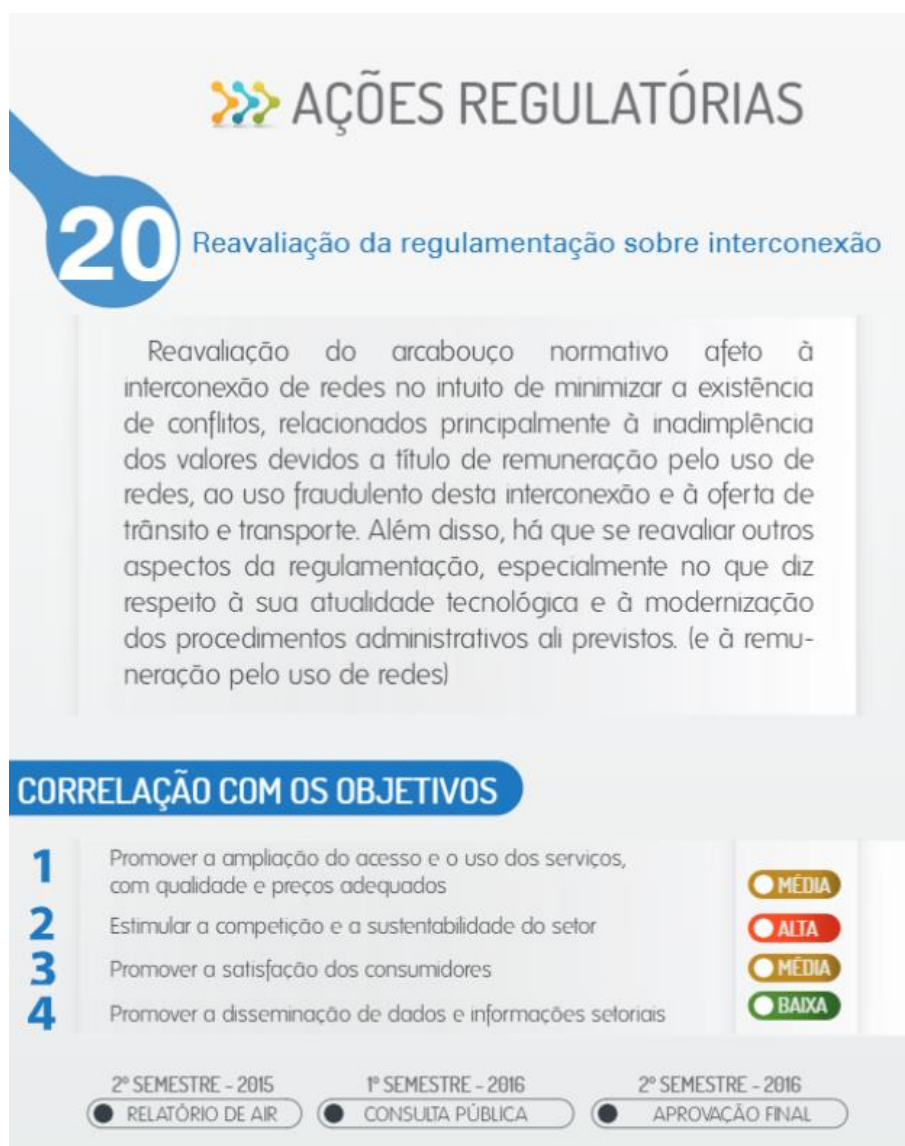 AÇÕES REGULATÓRIAS
20
Reavaliação da regulamentação sobre interconexão
Reavaliação do arcabouço normativo afeto à
interconexão de redes no intuito de minimizar a existência
de conflitos, relacionados principalmente à inadimplência
dos valores devidos a título de remuneração pelo uso de
redes, ao uso fraudulento desta interconexão e à oferta de
trânsito e transporte. Além disso, há que se reavaliar outros
aspectos da regulamentação, especialmente no que diz
respeito à sua atualidade tecnológica e à modernização
dos procedimentos administrativos ali previstos. (e à remu-
neração pelo uso de redes)
CORRELAÇÃO COM OS OBJETIVOS
1 Promover a ampliação do acesso e o uso dos serviços,
com qualidade e preços adequados MÉDIA
2 Estimular a competição e a sustentabilidade do setor ALTA
3 Promover a satisfação dos consumidores MÉDIA
4 Promover a disseminação de dados e informações setoriais BAIXA
2º SEMESTRE - 2015 1º SEMESTRE - 2016 2º SEMESTRE - 2016
RELATÓRIO DE AIR CONSULTA PÚBLICA APROVAÇÃO FINAL